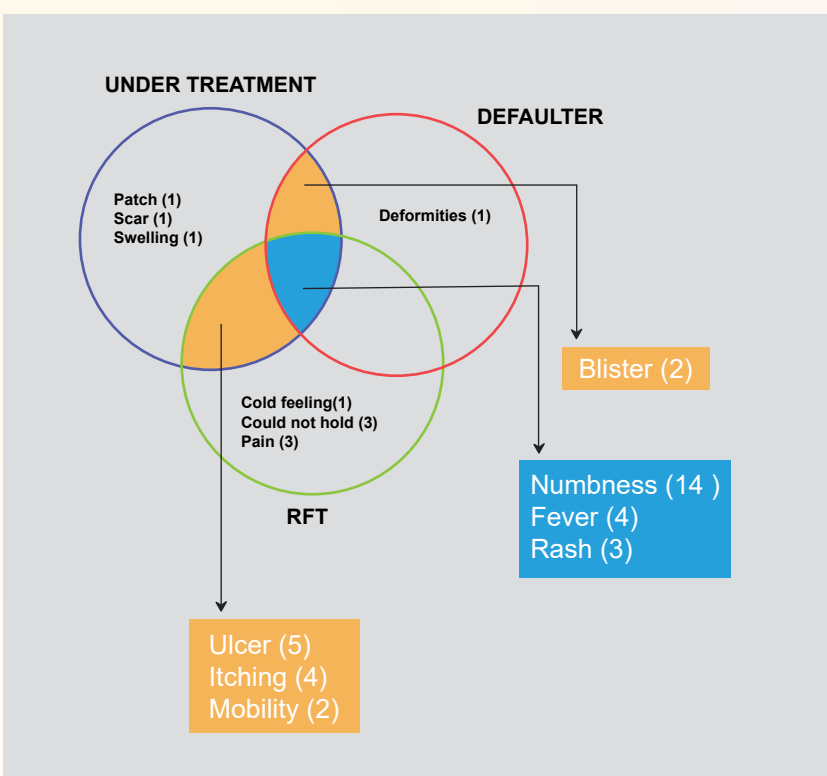 UNDER TREATMENT
DEFAULTER
Patch (1)
Scar (1)
Swelling (1)
Deformities (1)
Blister (2)
Cold feeling(1)
Could not hold (3)
Pain (3)
RFT
Numbness (14 )
Fever (4)
Rash (3)
Ulcer (5)
Itching (4)
Mobility (2)